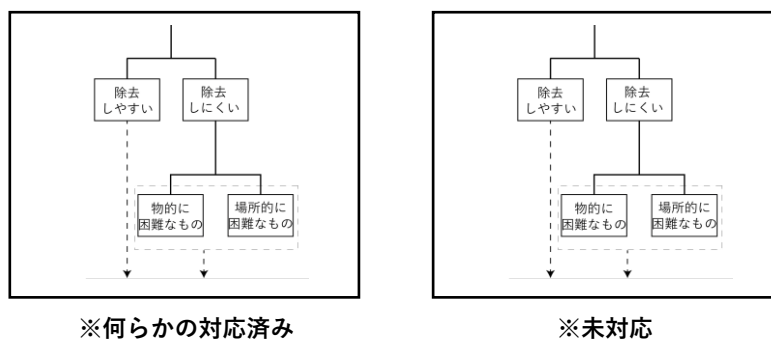 除去
しやすい
除去
しにくい
物的に
困難なもの
場所的に
困難なもの
※何らかの対応済み
除去
しやすい
除去
しにくい
物的に
困難なもの
場所的に
困難なもの
※未対応